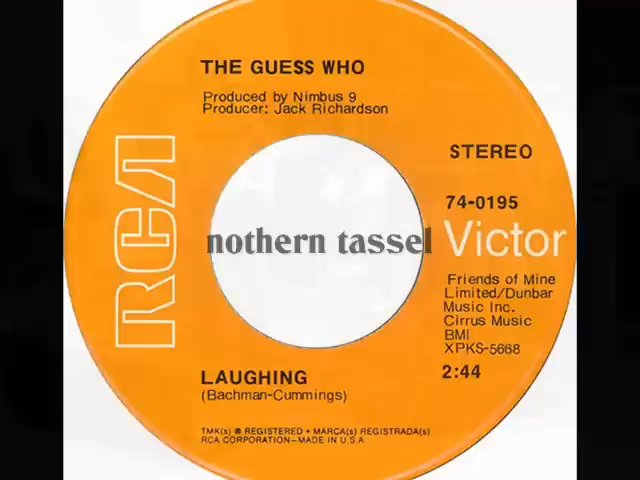 THE GUESS WHO
Produced by Nimbus 9
Producer: Jack Richardson
STEREO
74-0195
RCA
nothern tassel
Victor
Friends of Mine
Limited/Dunbar
Music Inc.
Cirrus Music
BMI
XPKS-5668
LAUGHING
2:44
(Bachman-Cummings)
TMK(s) ® REGISTERED • MARCA(s) REGISTRADA(s)
RCA CORPORATION—MADE IN U.S.A